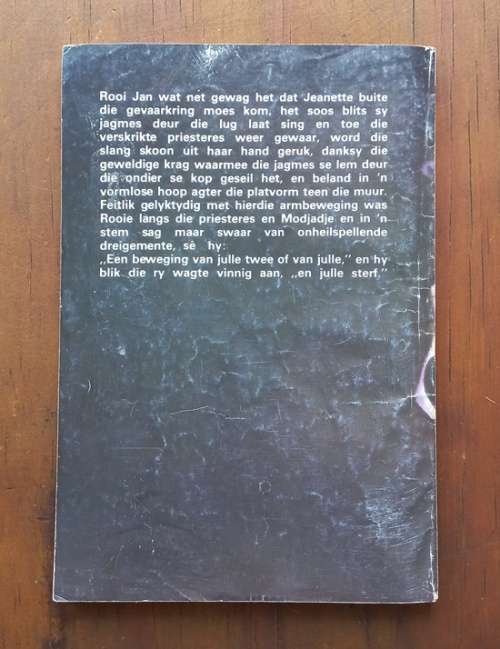 Rooi Jan wat net gewag het dat Jeanette buite
die gevaarkring moes kom, het soos blits sy
jagmes deur die lug laat sing en toe die
verskrikte priesteres weer gewaar, word die
slang skoon uit haar hand geruk, danksy die
geweldige krag waarmee die jagmes se lem deur
die ondier se kop geseil het, en beland in 'n
vormlose hoop agter die platvorm teen die muur.
Feitlik gelyktydig met hierdie armbeweging was
Rooie langs die priesteres en Modjadje en in 'n
stem sag maar swaar van onheilspellende
dreigemente, sê hy:
„Een beweging van julle twee of van julle,” en hy
blik die ry wagte vinnig aan, „en julle sterf.”